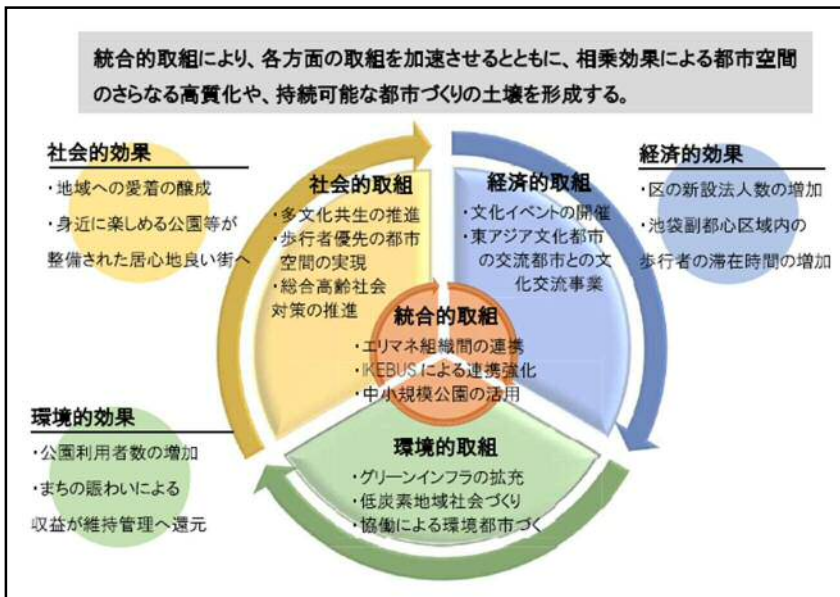 統合的取組により、各方面の取組を加速させるとともに、相乗効果による都市空間
のさらなる高質化や、持続可能な都市づくりの土壌を形成する。
社会的効果
・地域への愛着の醸成
・身近に楽しめる公園等が
整備された居心地良い街へ
社会的取組
・多文化共生の推進
・歩行者優先の都市
空間の実現
・総合高齢社会
対策の推進
経済的取組
・文化イベントの開催
・東アジア文化都市
の交流都市との文
化交流事業
経済的効果
・区の新設法人数の増加
・池袋副都心区域内の
歩行者の滞在時間の増加
統合的取組
・エリマネ組織間の連携
・IKEBUSによる連携強化
・中小規模公園の活用
環境的効果
・公園利用者数の増加
・まちの賑わいによる
収益が維持管理へ還元
環境的取組
・グリーンインフラの拡充
・低炭素地域社会づくり
・協働による環境都市づく